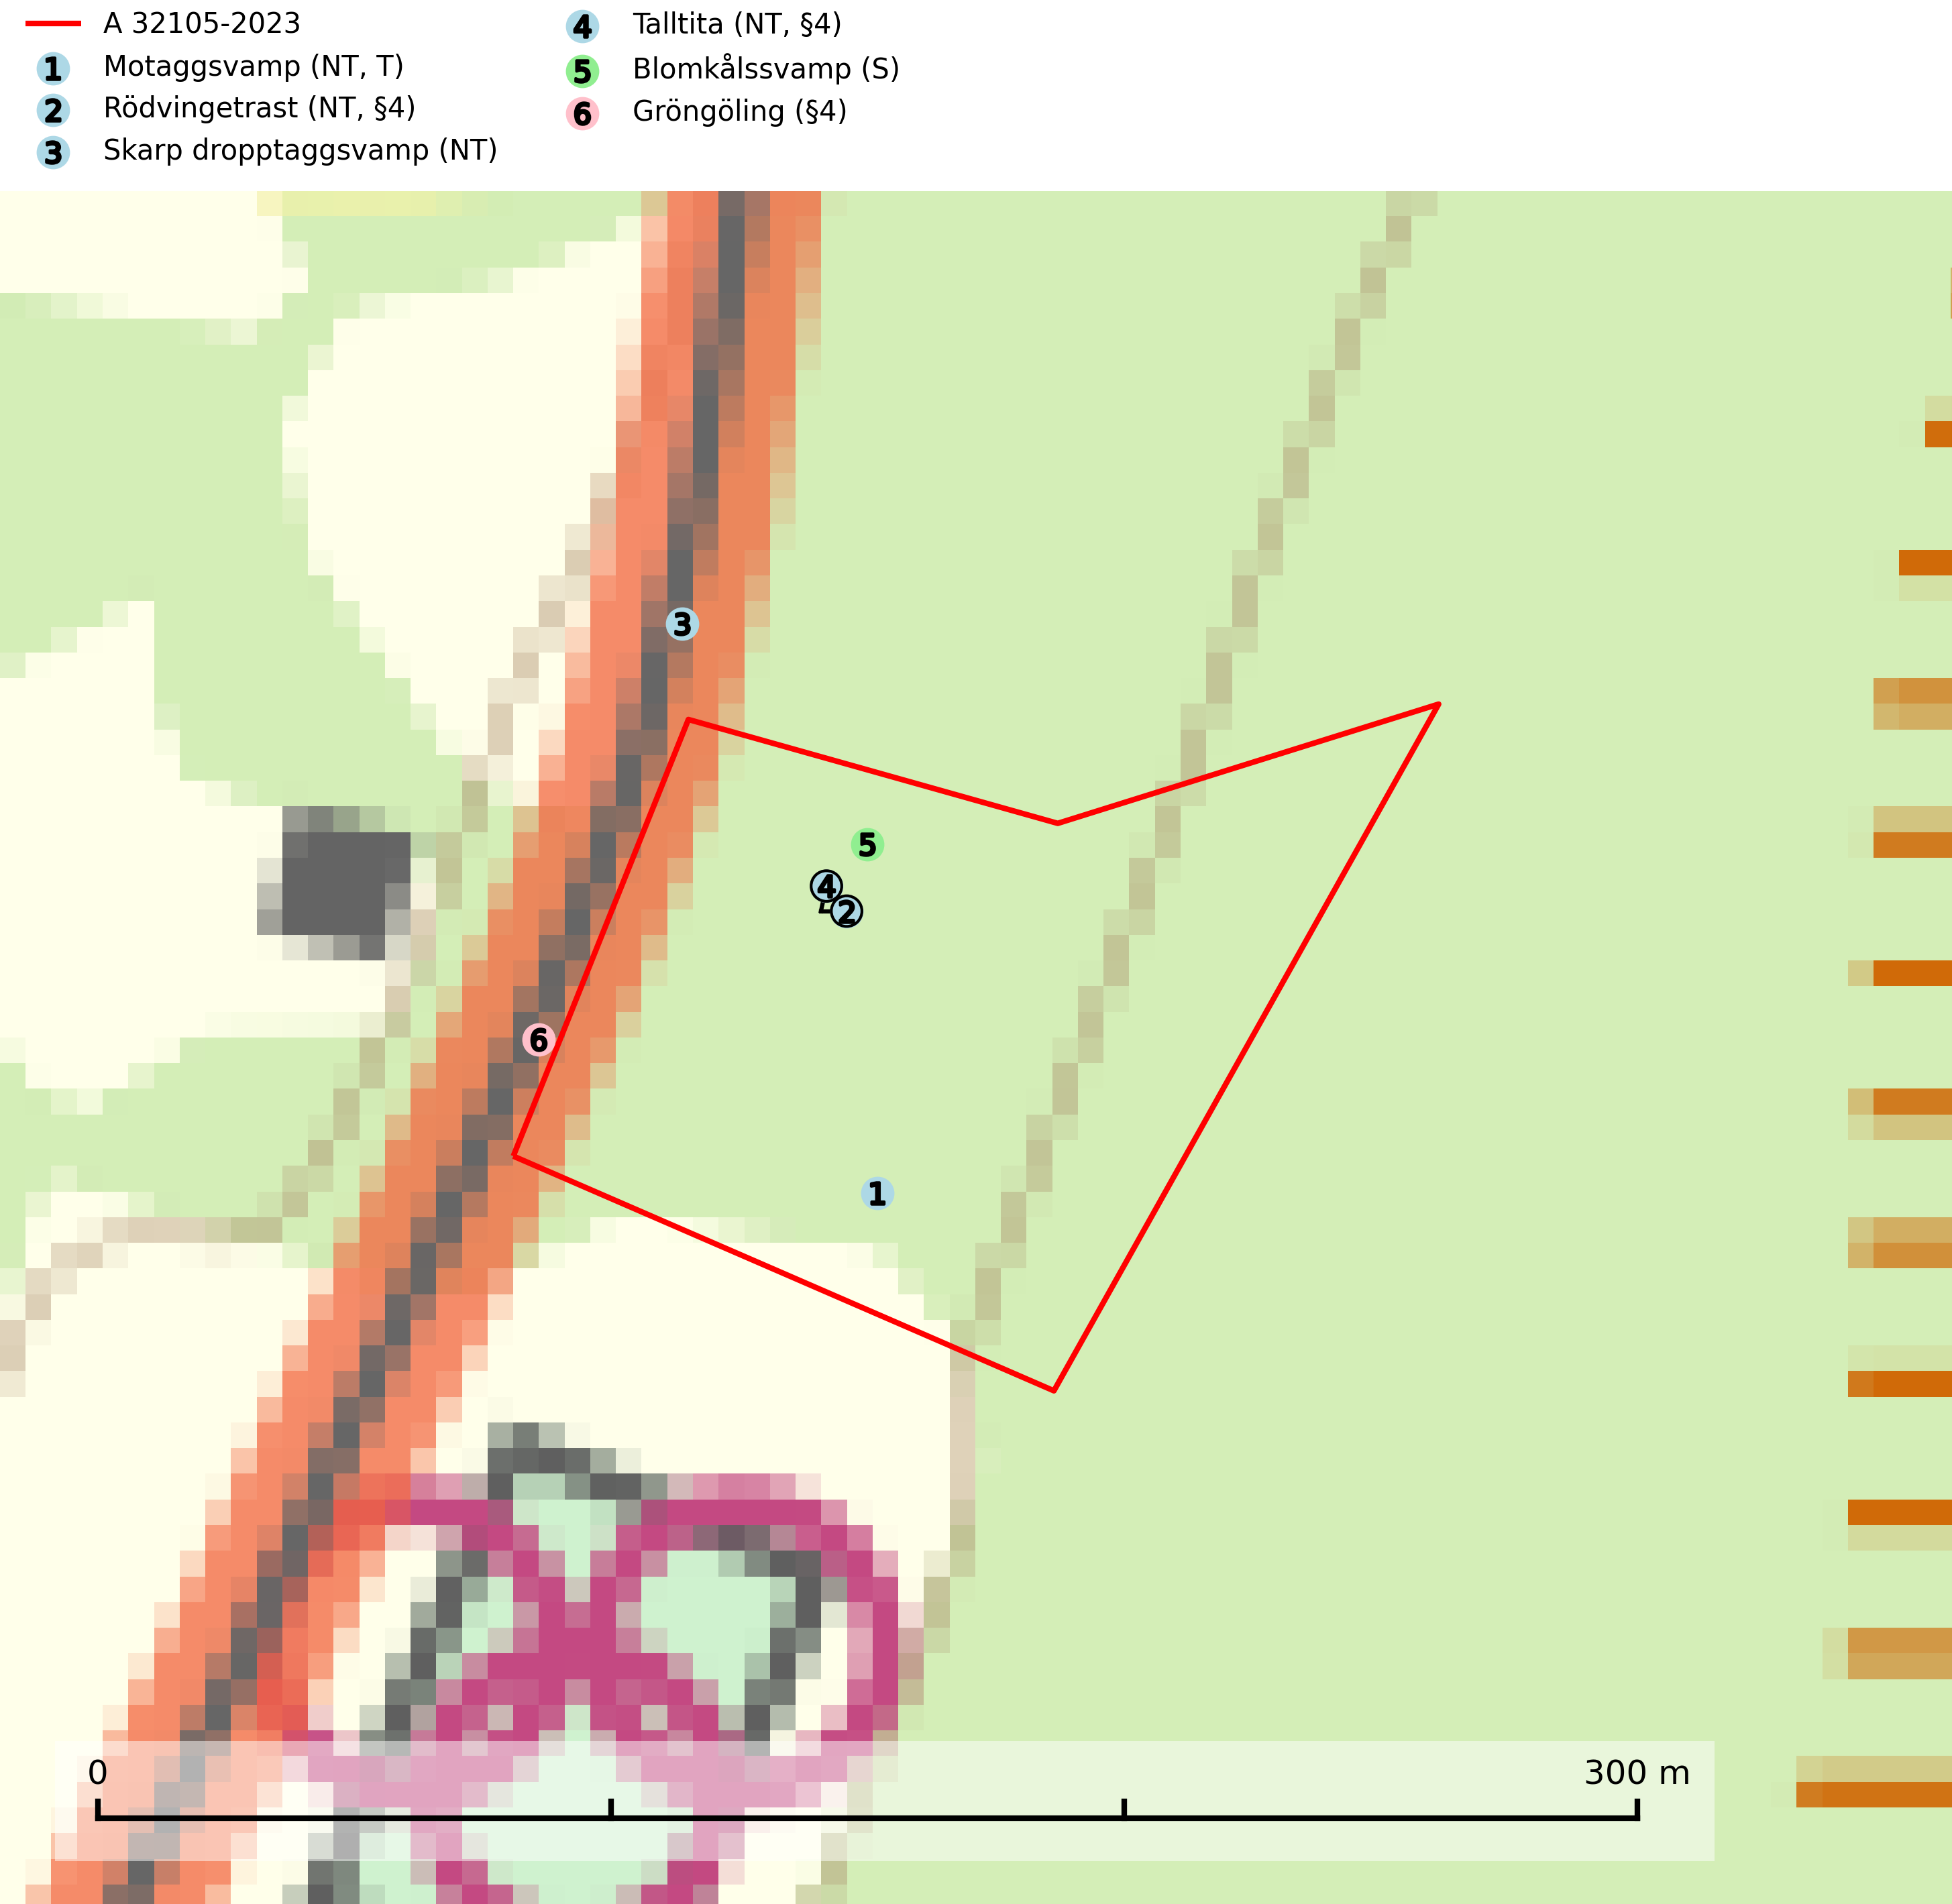 A 32105-2023
1 Motaggsvamp (NT, T)
2 Rödvingetrast (NT, §4)
3 Skarp dropptaggsvamp (NT)
4 Talltita (NT, §4)
5 Blomkålssvamp (S)
6 Gröngöling (§4)
3
5
4
2
6
1
0
300 m